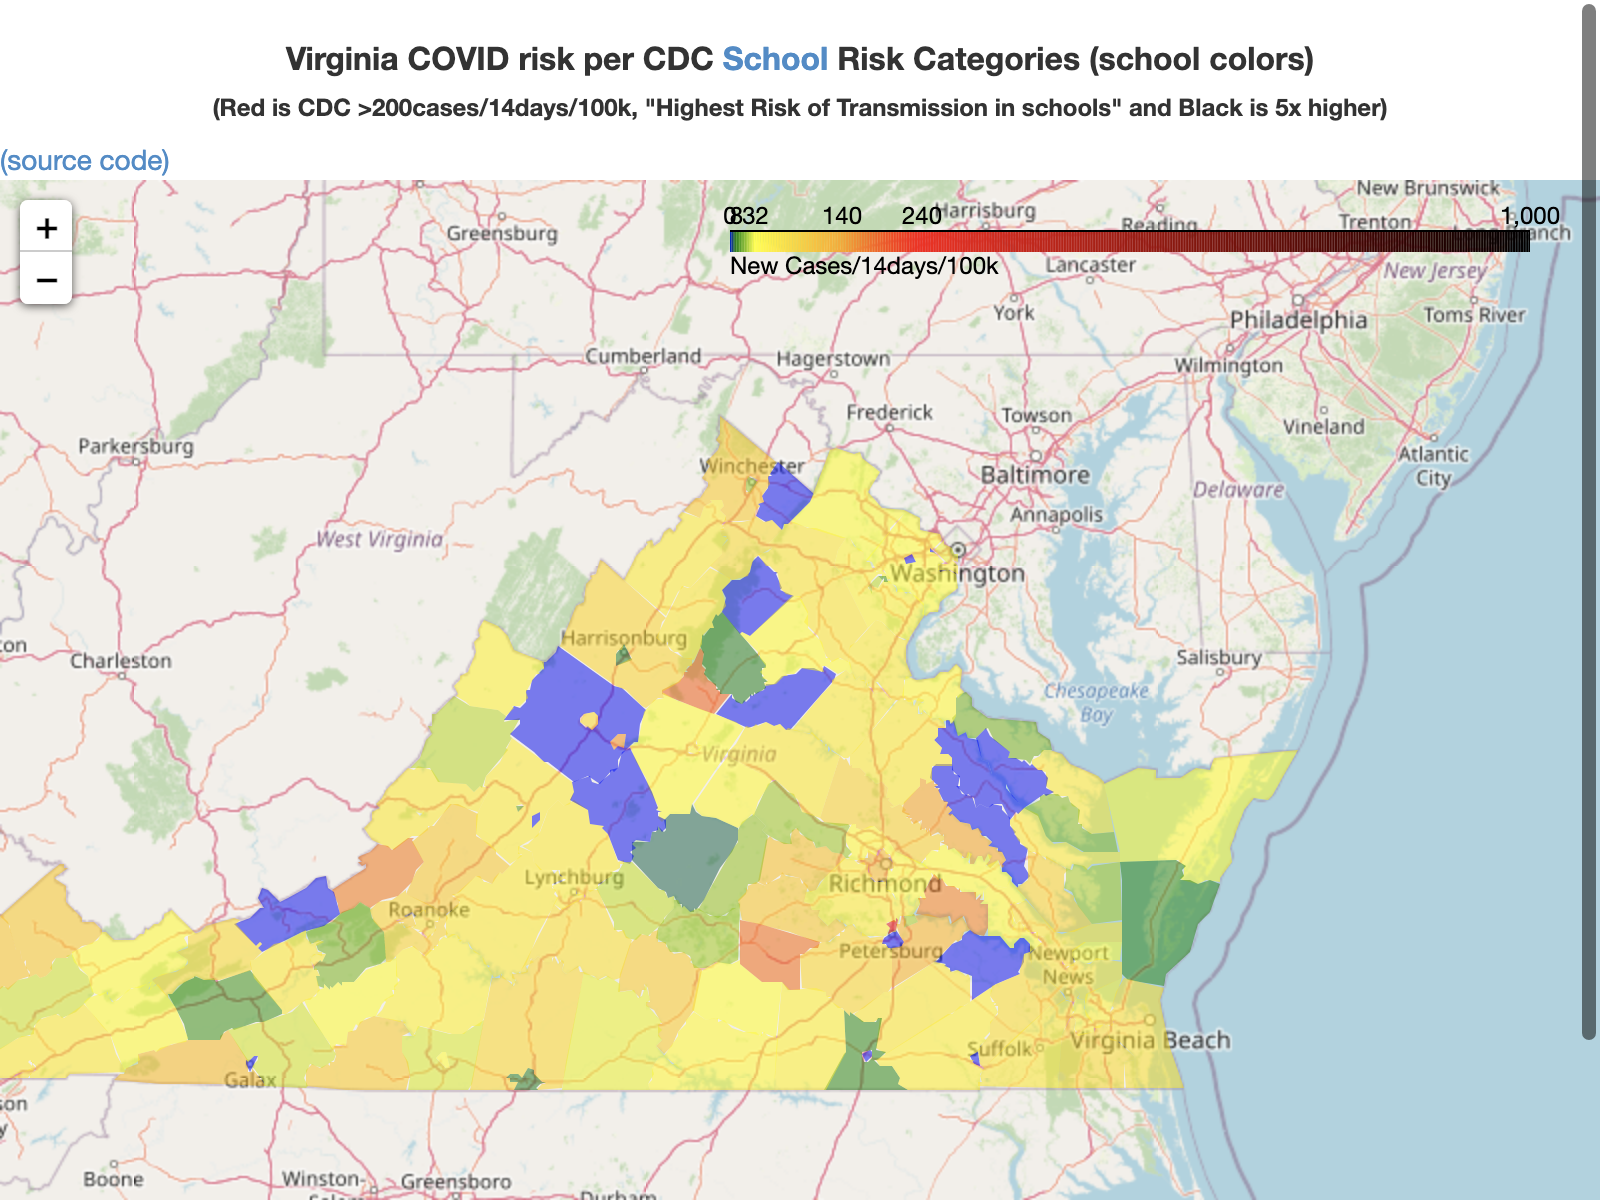 Virginia COVID risk per CDC School Risk Categories (school colors)
(Red is CDC >200cases/14days/100k, "Highest Risk of Transmission in schools" and Black is 5x higher)
(source code)
+
−
0 8 32 140 240 1,000
New Cases/14days/100k
New Brunswick
Harrisburg
Reading
Trenton
Greensburg
Lancaster
New Jersey
York
Philadelphia
Toms River
Cumberland
Hagerstown
Wilmington
Frederick
Towson
Vineland
Parkersburg
Atlantic
City
Winchester
Baltimore
Delaware
Annapolis
West Virginia
Washington
Harrisonburg
Charleston
Salisbury
Chesapeake
Bay
Virginia
Lynchburg
Richmond
Roanoke
Petersburg
Newport
News
Virginia Beach
Suffolk
Galax
Boone
Winston-
Greensboro